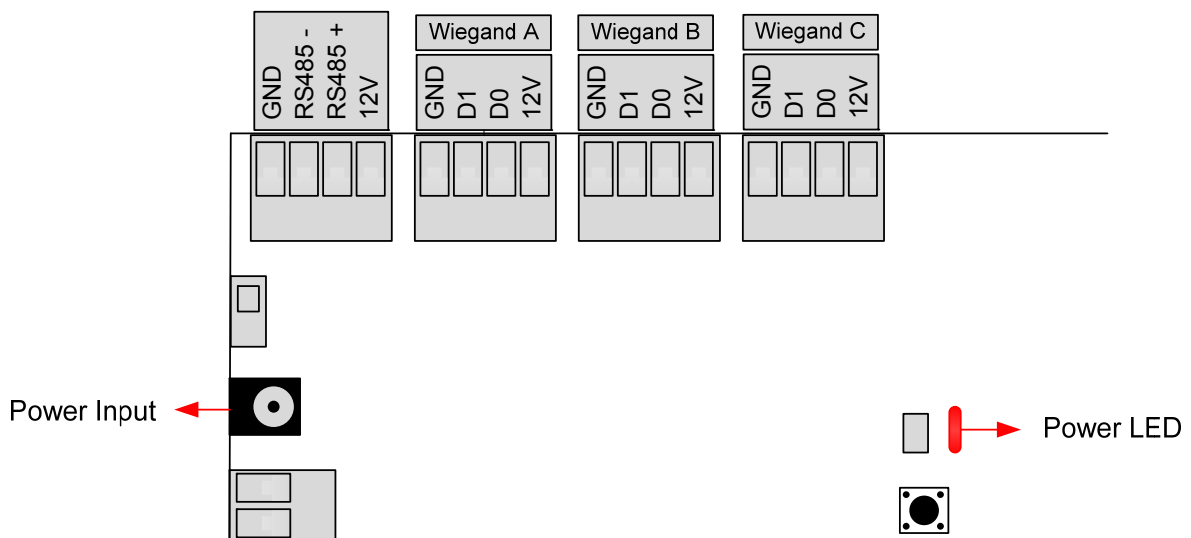 GND
RS485 -
RS485 +
12V
Wiegand A
GND
D1
D0
12V
Wiegand B
GND
D1
D0
12V
Wiegand C
GND
D1
D0
12V
Power Input
Power LED